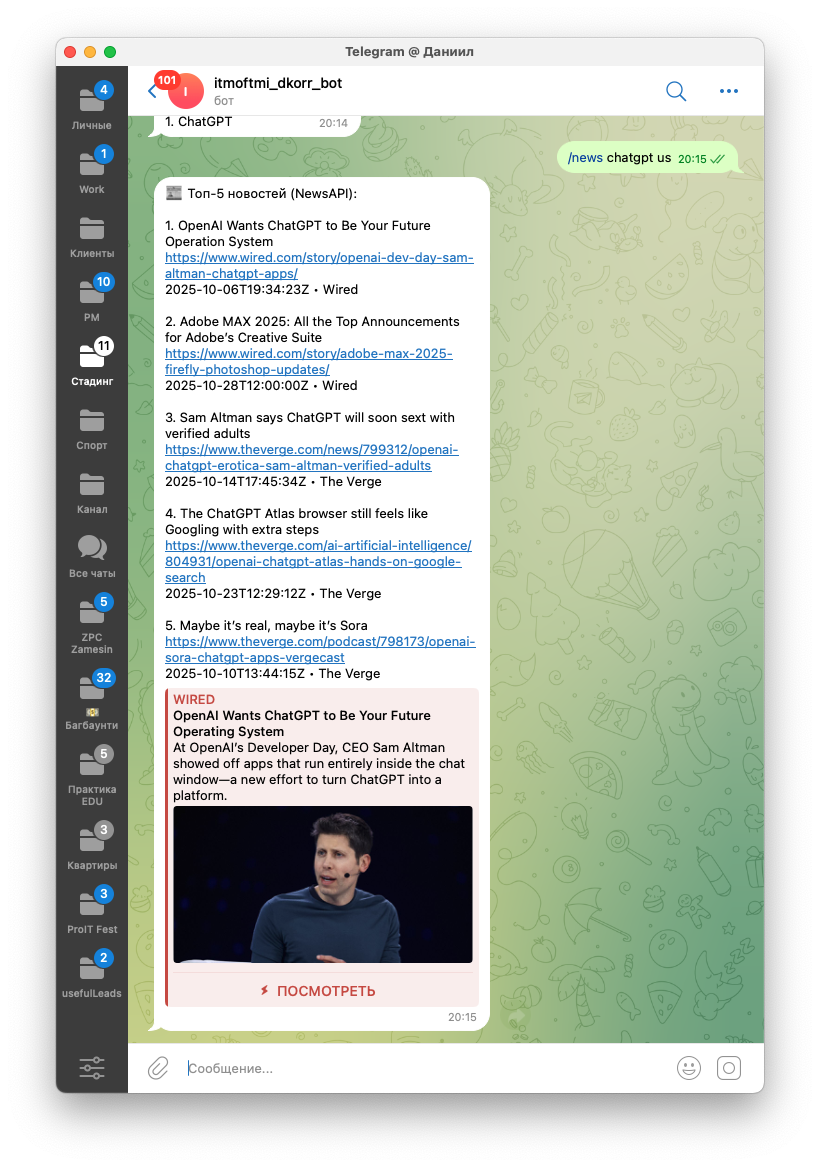 Telegram @ Даниил
4
Личные
1
Work
Клиенты
10
PM
11
Стадинг
Спорт
Канал
Все чаты
5
ZPC
Zamesin
32
Багбаунти
5
Практика
EDU
3
Квартиры
3
ProIT Fest
2
usefulLeads
101
I
itmoftmi_dkorr_bot
бот
1. ChatGPT
20:14
/news chatgpt us 20:15
Топ-5 новостей (NewsAPI):
1. OpenAI Wants ChatGPT to Be Your Future
Operation System
https://www.wired.com/story/openai-dev-day-sam-
altman-chatgpt-apps/
2025-10-06T19:34:23Z • Wired
2. Adobe MAX 2025: All the Top Announcements
for Adobe’s Creative Suite
https://www.wired.com/story/adobe-max-2025-
firefly-photoshop-updates/
2025-10-28T12:00:00Z • Wired
3. Sam Altman says ChatGPT will soon sext with
verified adults
https://www.theverge.com/news/799312/openai-
chatgpt-erotica-sam-altman-verified-adults
2025-10-14T17:45:34Z • The Verge
4. The ChatGPT Atlas browser still feels like
Googling with extra steps
https://www.theverge.com/ai-artificial-intelligence/
804931/openai-chatgpt-atlas-hands-on-google-
search
2025-10-23T12:29:12Z • The Verge
5. Maybe it’s real, maybe it’s Sora
https://www.theverge.com/podcast/798173/openai-
sora-chatgpt-apps-vergecast
2025-10-10T13:44:15Z • The Verge
WIRED
OpenAI Wants ChatGPT to Be Your Future
Operating System
At OpenAI’s Developer Day, CEO Sam Altman
showed off apps that run entirely inside the chat
window—a new effort to turn ChatGPT into a
platform.
ПОСМОТРЕТЬ
20:15
Сообщение...